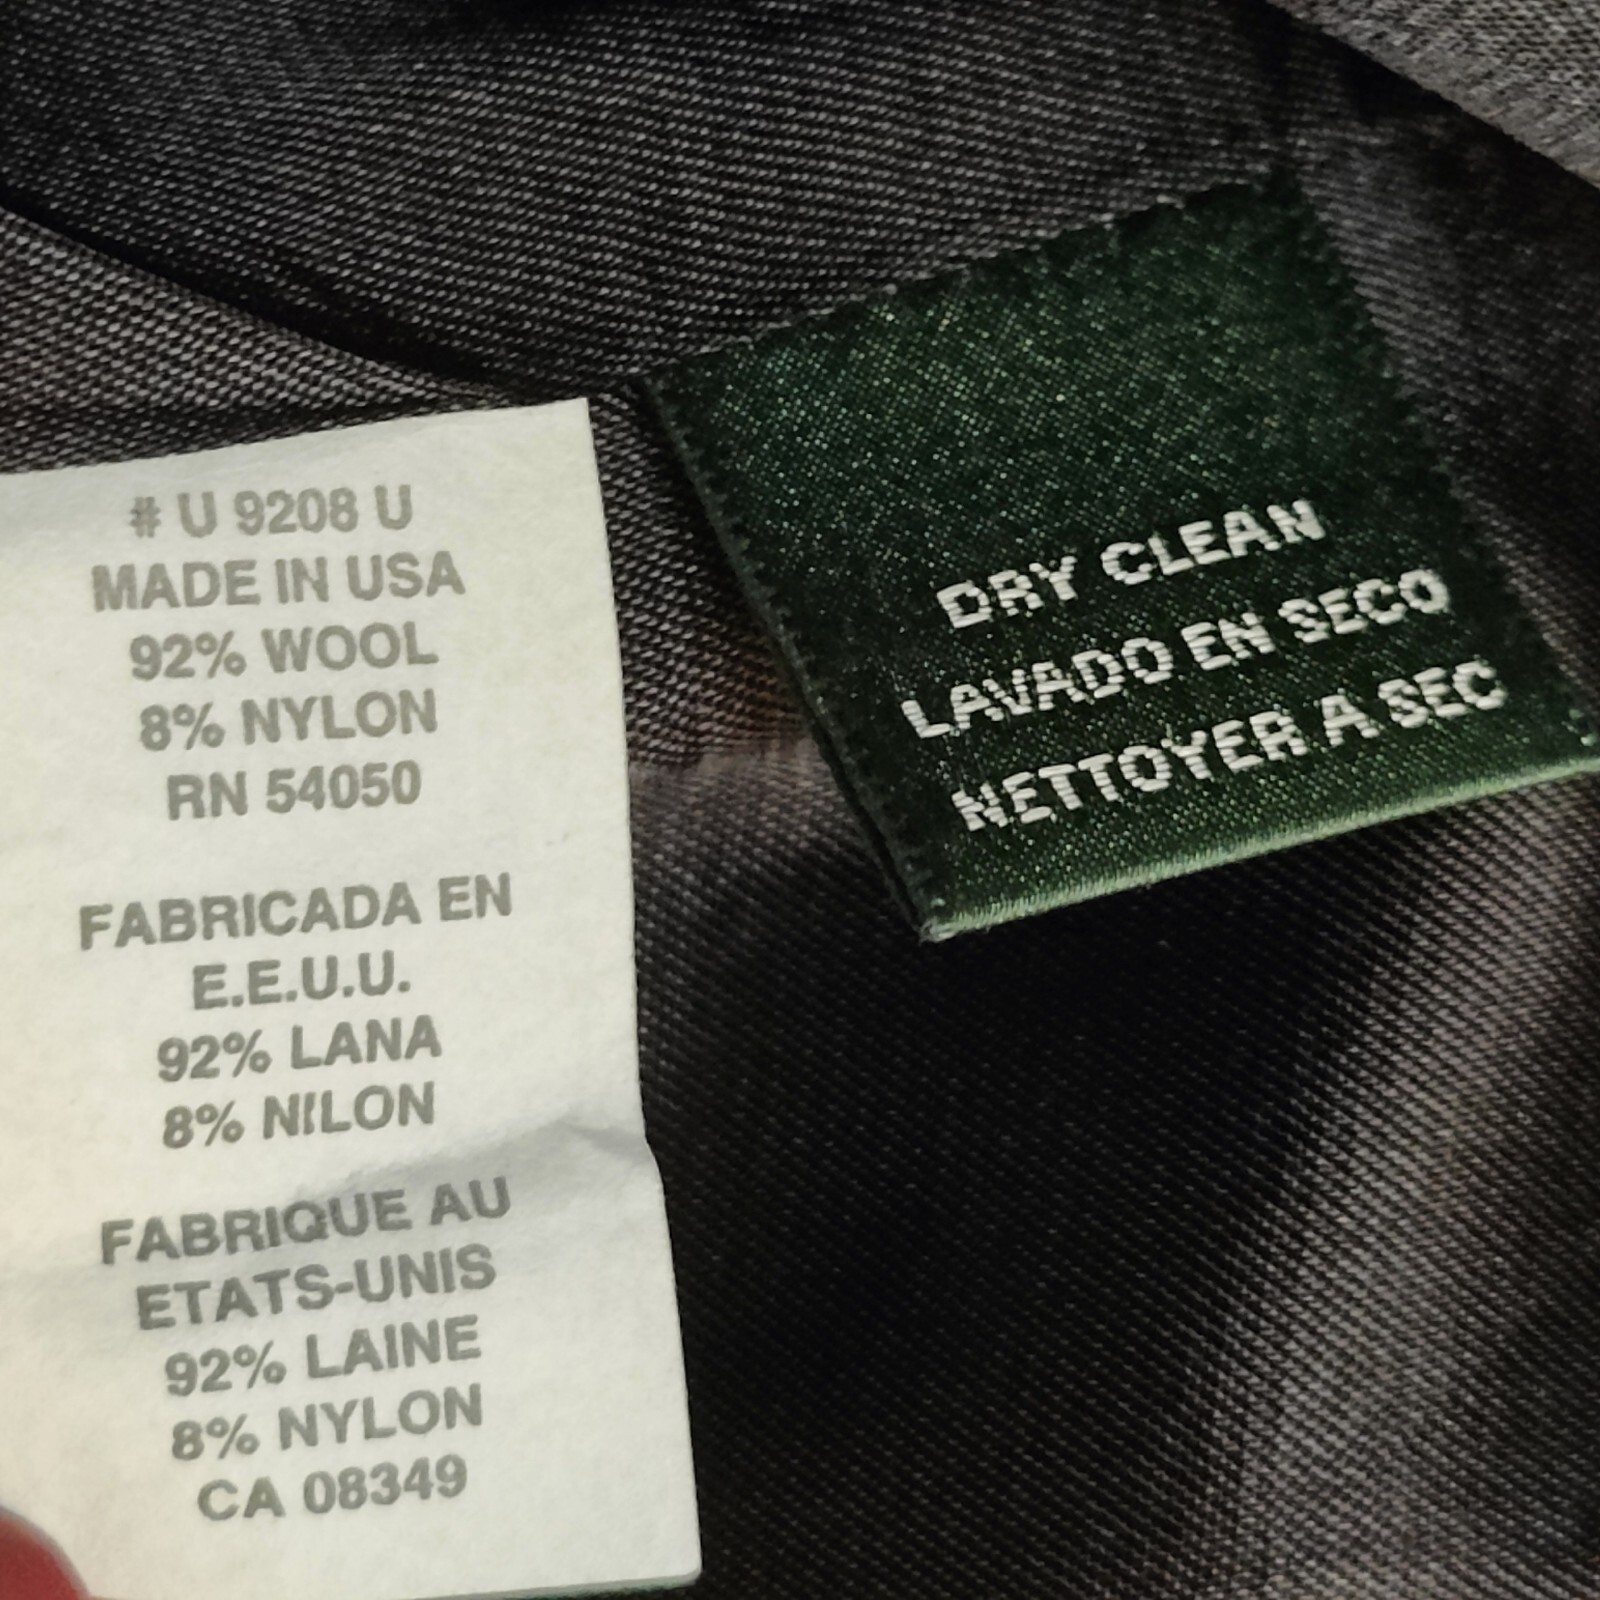 # U 9208 U
MADE IN USA
92% WOOL
8% NYLON
RN 54050
FABRICADA EN
E.E.U.U.
92% LANA
8% NILON
FABRIQUE AU
ETATS-UNIS
92% LAINE
8% NYLON
CA 08349
DRY CLEAN
LAVADO EN SECO
NETTOYER A SEC